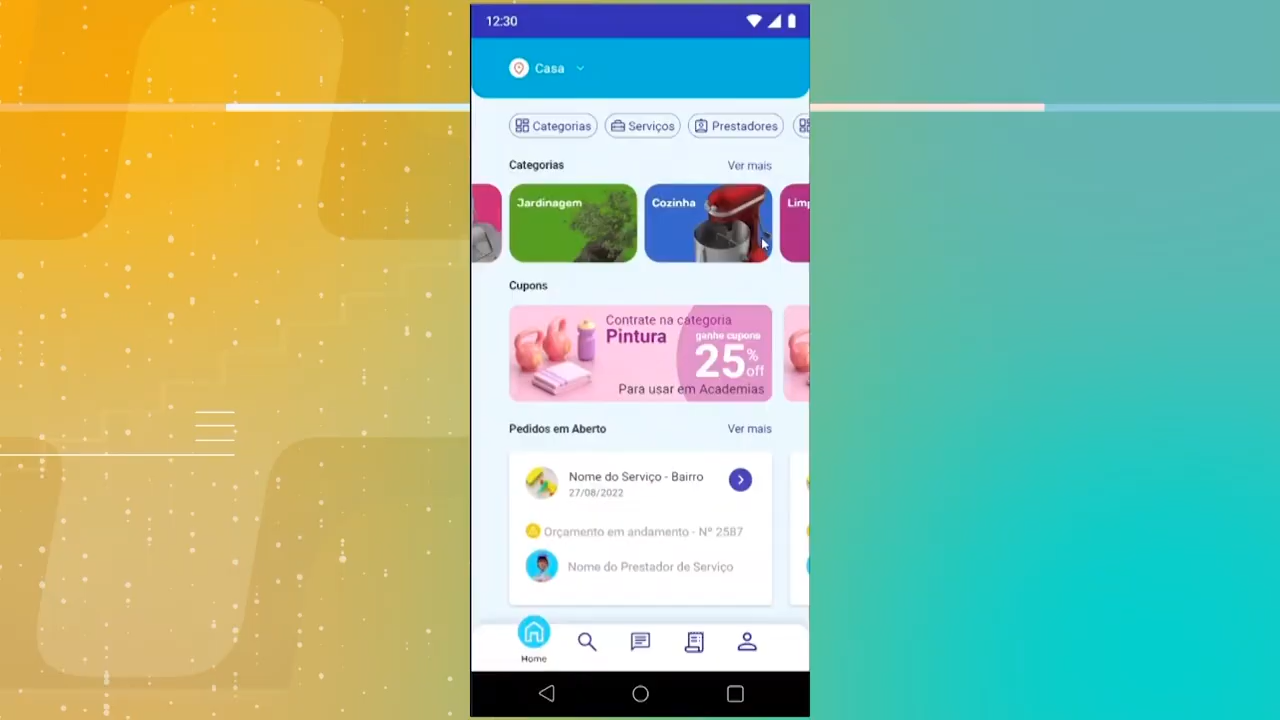 12:30
Casa
Categorias
Serviços
Prestadores
Categorias
Ver mais
Jardinagem
Cozinha
Limp
Cupons
Contrate na categoria
Pintura
ganhe cupons
25%
off
Para usar em Academias
Pedidos em Aberto
Ver mais
Nome do Serviço - Bairro
27/08/2022
Orçamento em andamento - Nº 2587
Nome do Prestador de Serviço
Home